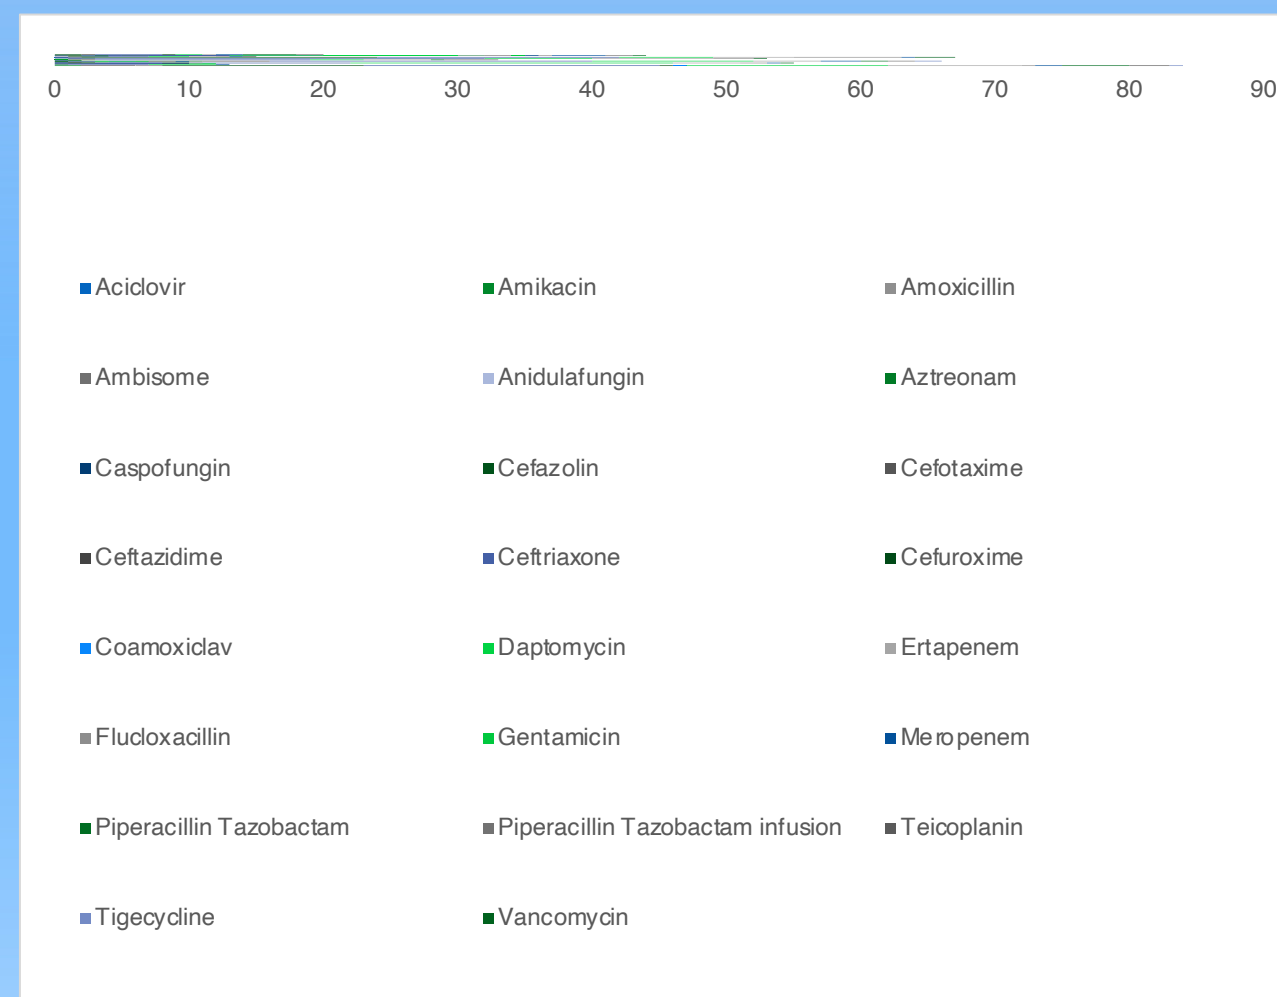 0 10 20 30 40 50 60 70 80 90
Aciclovir Amikacin Amoxicillin
Ambisome Anidulafungin Aztreonam
Caspofungin Cefazolin Cefotaxime
Ceftazidime Ceftriaxone Cefuroxime
Coamoxiclav Daptomycin Ertapenem
Flucloxacillin Gentamicin Meropenem
Piperacillin Tazobactam Piperacillin Tazobactam infusion Teicoplanin
Tigecycline Vancomycin